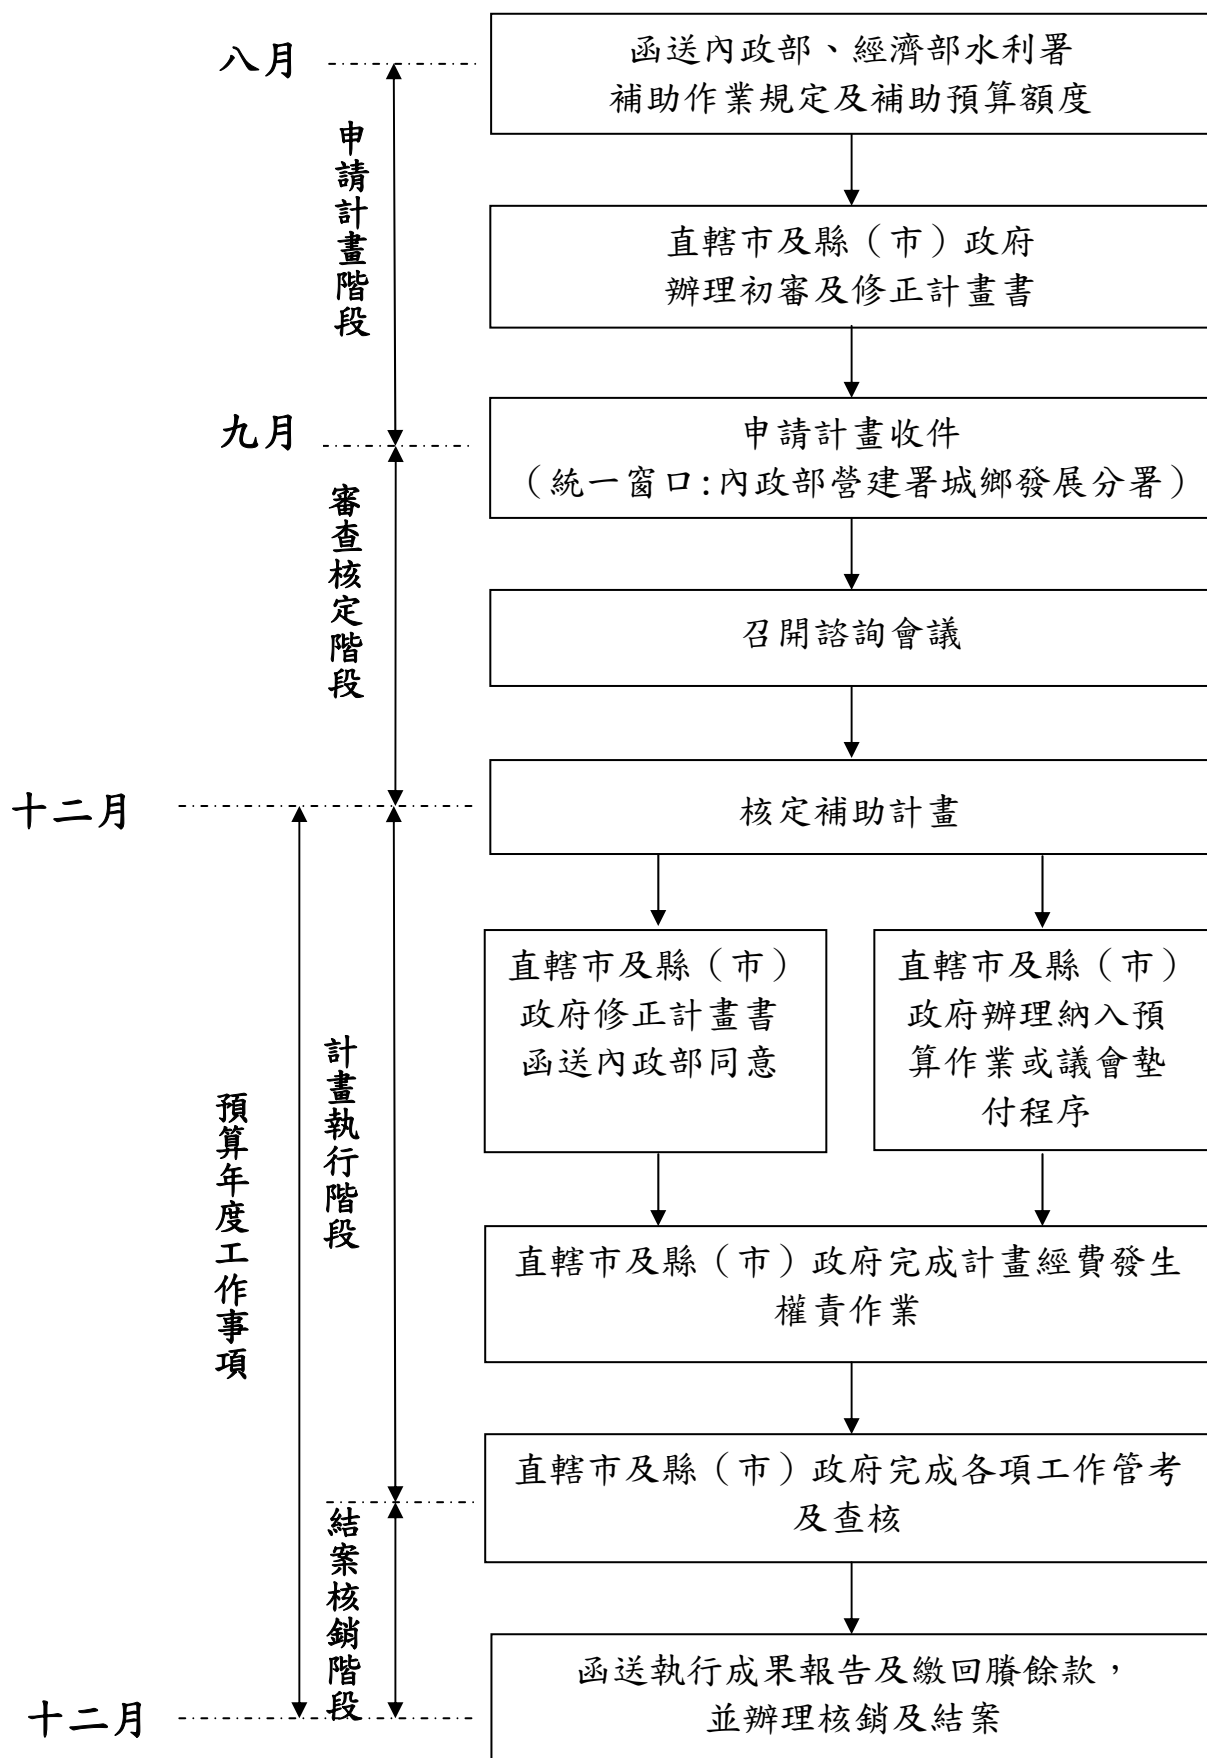 八月
函送內政部、經濟部水利署
補助作業規定及補助預算額度
申請計畫階段
直轄市及縣（市）政府
辦理初審及修正計畫書
九月
申請計畫收件
（統一窗口:內政部營建署城鄉發展分署）
審查核定階段
召開諮詢會議
十二月
核定補助計畫
直轄市及縣（市）
政府修正計畫書
函送內政部同意
直轄市及縣（市）
政府辦理納入預
算作業或議會墊
付程序
計畫執行階段
預算年度工作事項
直轄市及縣（市）政府完成計畫經費發生
權責作業
直轄市及縣（市）政府完成各項工作管考
及查核
結案核銷階段
函送執行成果報告及繳回賸餘款，
並辦理核銷及結案
十二月